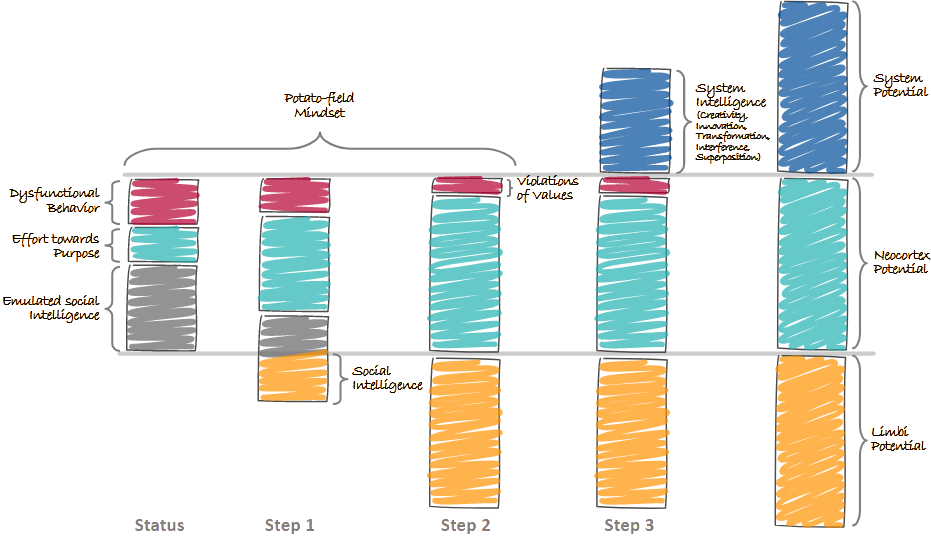 Potato-field
Mindset
System
Intelligence
(Creativity,
Innovation,
Transformation,
Interference,
Superposition)
System
Potential
Dysfunctional
Behavior
Violations
of Values
Effort towards
Purpose
Neocortex
Potential
Emulated social
Intelligence
Social
Intelligence
Limbi
Potential
Status
Step 1
Step 2
Step 3